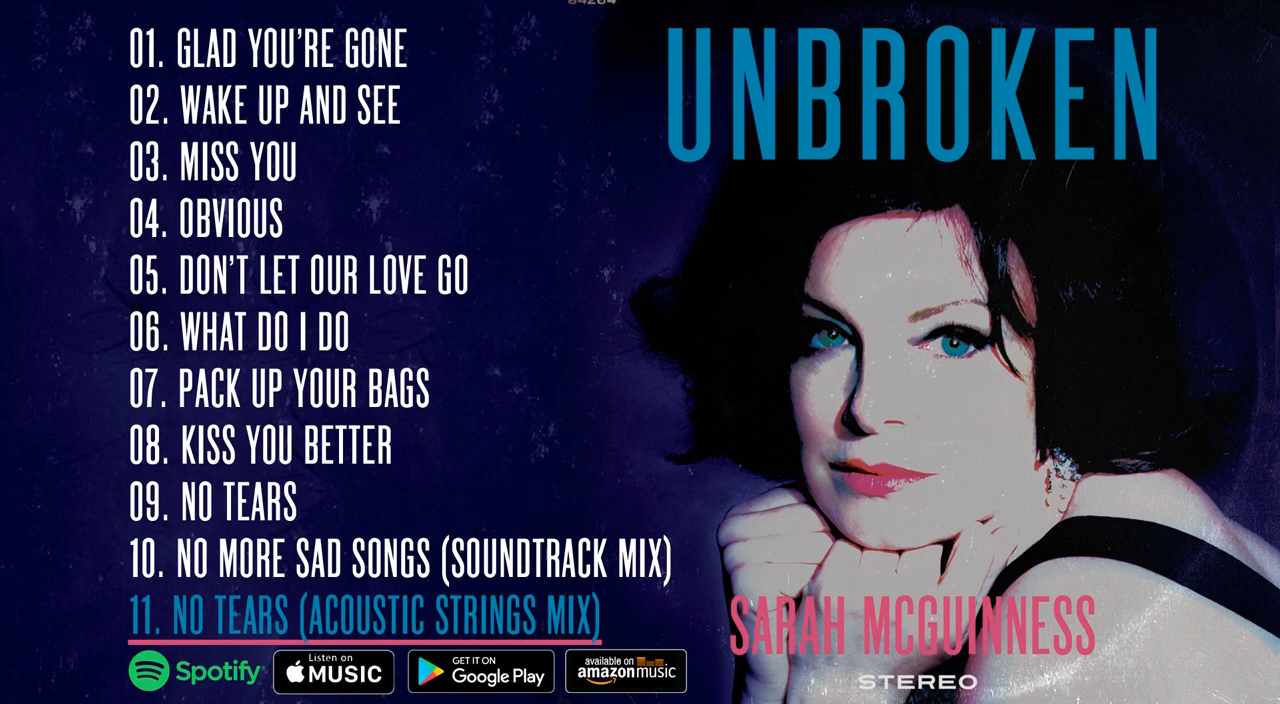 01. GLAD YOU'RE GONE
02. WAKE UP AND SEE
03. MISS YOU
04. OBVIOUS
05. DON'T LET OUR LOVE GO
06. WHAT DO I DO
07. PACK UP YOUR BAGS
08. KISS YOU BETTER
09. NO TEARS
10. NO MORE SAD SONGS (SOUNDTRACK MIX)
11. NO TEARS (ACOUSTIC STRINGS MIX)
Spotify
Listen on
MUSIC
GET IT ON
Google Play
available on
amazonmusic
UNBROKEN
SARAH MCGUINNESS
STEREO